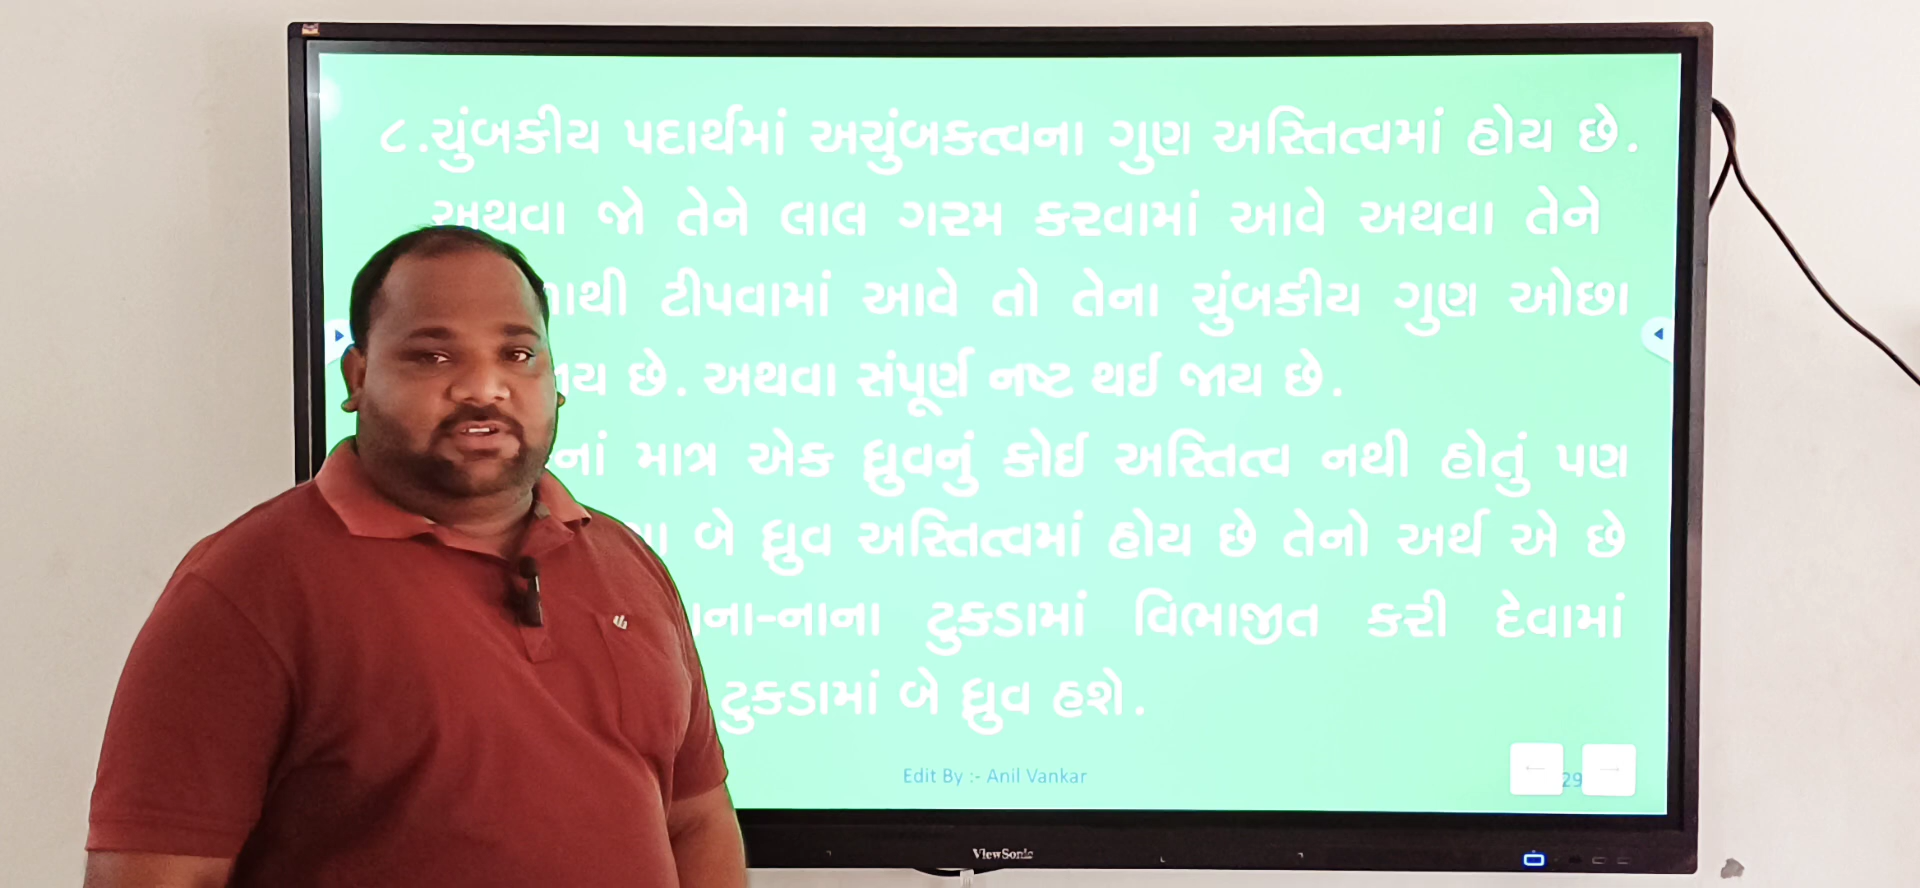 ૮.ચુંબકીય પદાર્થમાં અચુંબકત્વના ગુણ અસ્તિત્વમાં હોય છે.
અથવા જો તેને લાલ ગરમ કરવામાં આવે અથવા તેને
ટીપવામાં આવે તો તેના ચુંબકીય ગુણ ઓછા
છે. અથવા સંપૂર્ણ નષ્ટ થઈ જાય છે.
માત્ર એક ધ્રુવનું કોઈ અસ્તિત્વ નથી હોતું પણ
બે ધ્રુવ અસ્તિત્વમાં હોય છે તેનો અર્થ એ છે
ટુકડામાં વિભાજીત કરી દેવામાં
ટુકડામાં બે ધ્રુવ હશે.
Edit By :- Anil Vankar
29
ViewSonic